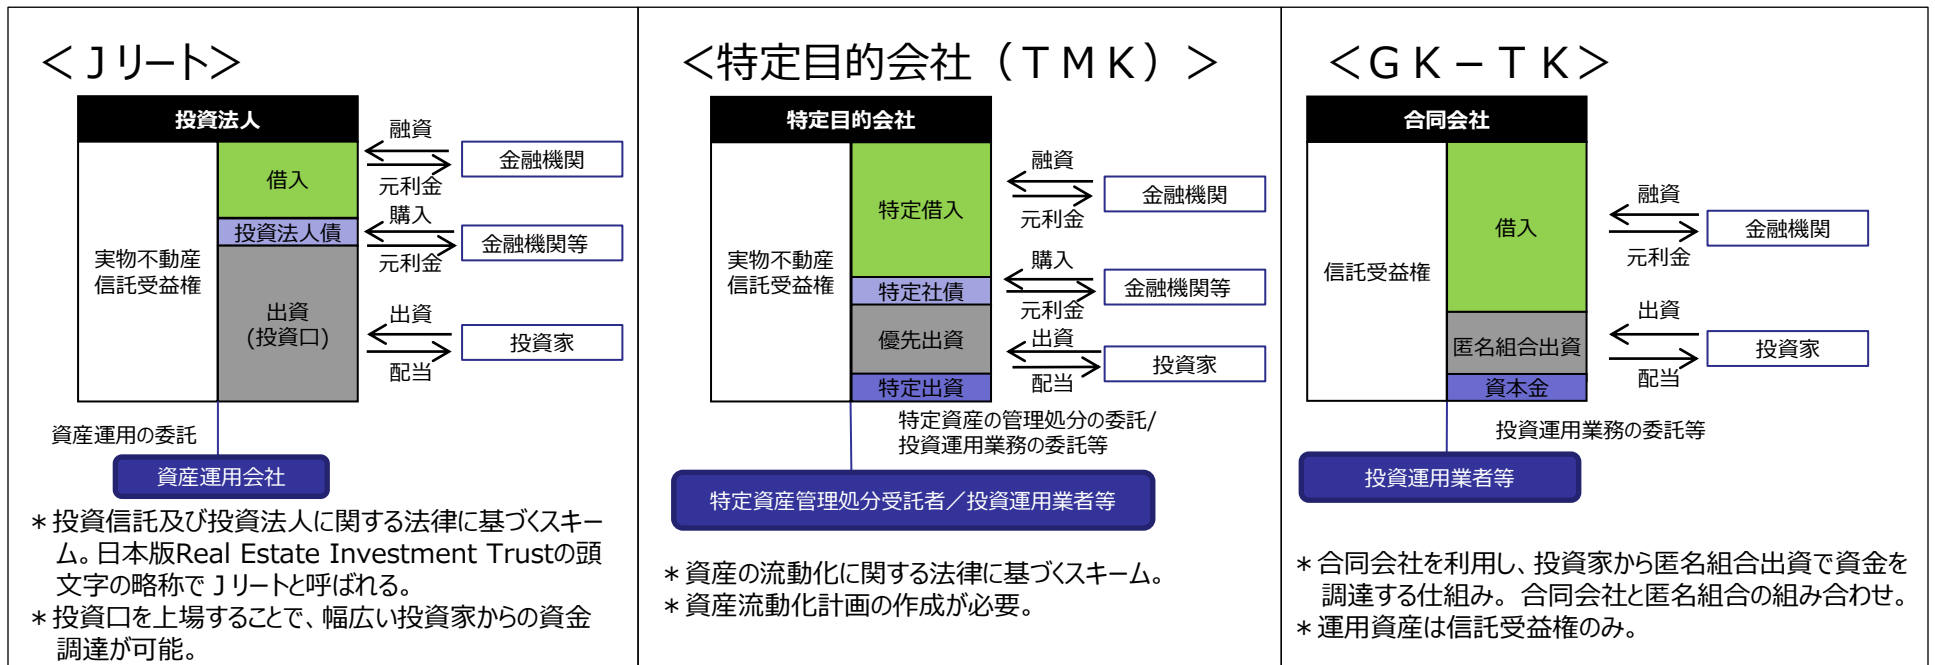 ＜Ｊリート＞
投資法人
実物不動産
信託受益権
借入
投資法人債
出資
(投資口)
融資
元利金
金融機関
購入
元利金
金融機関等
出資
配当
投資家
資産運用の委託
資産運用会社
＊投資信託及び投資法人に関する法律に基づくスキー
ム。日本版Real Estate Investment Trustの頭
文字の略称でＪリートと呼ばれる。
＊投資口を上場することで、幅広い投資家からの資金
調達が可能。
＜特定目的会社（ＴＭＫ）＞
特定目的会社
実物不動産
信託受益権
特定借入
特定社債
優先出資
特定出資
融資
元利金
金融機関
購入
元利金
金融機関等
出資
配当
投資家
特定資産の管理処分の委託/
投資運用業務の委託等
特定資産管理処分受託者／投資運用業者等
＊資産の流動化に関する法律に基づくスキーム。
＊資産流動化計画の作成が必要。
＜ＧＫ－ＴＫ＞
合同会社
信託受益権
借入
匿名組合出資
資本金
融資
元利金
金融機関
出資
配当
投資家
投資運用業務の委託等
投資運用業者等
＊合同会社を利用し、投資家から匿名組合出資で資金を
調達する仕組み。 合同会社と匿名組合の組み合わせ。
＊運用資産は信託受益権のみ。